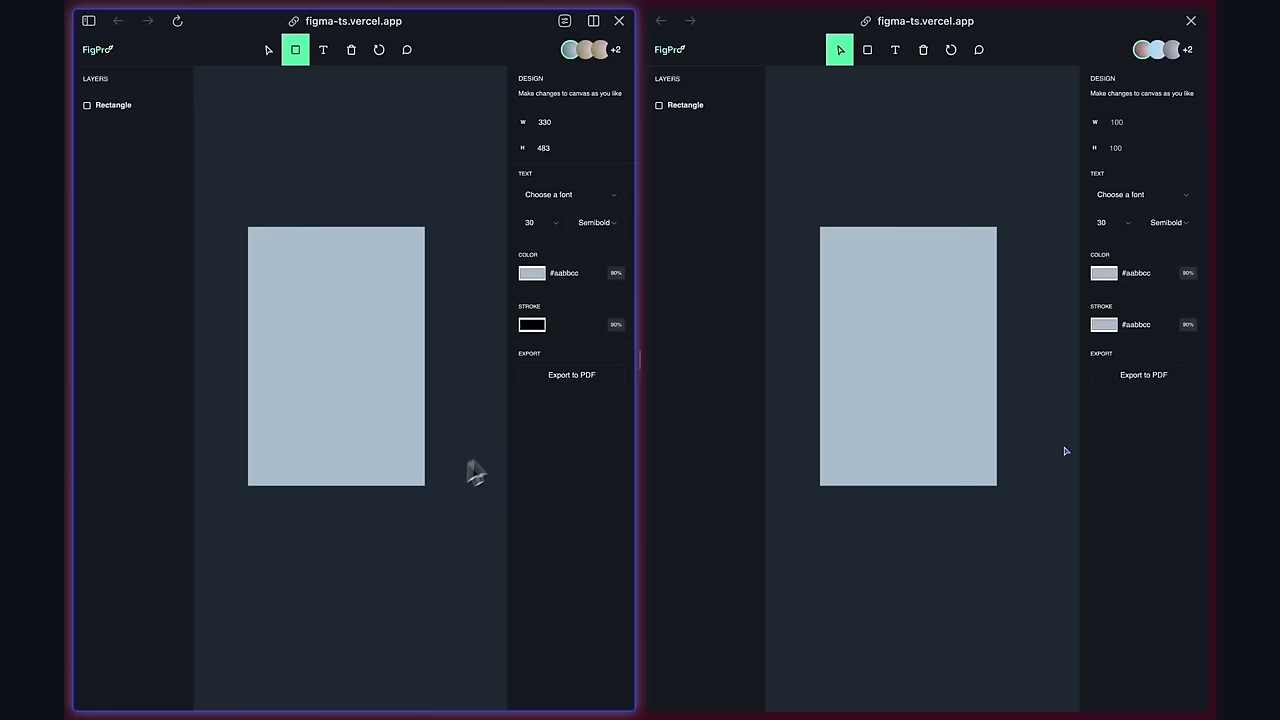 figma-ts.vercel.app
FigPro
T
+2
LAYERS
Rectangle
DESIGN
Make changes to canvas as you like
W 330
H 483
TEXT
Choose a font
30 Semibold
COLOR
#aabbcc 90%
STROKE
90%
EXPORT
Export to PDF
figma-ts.vercel.app
FigPro
T
+2
LAYERS
Rectangle
DESIGN
Make changes to canvas as you like
W 100
H 100
TEXT
Choose a font
30 Semibold
COLOR
#aabbcc 90%
STROKE
#aabbcc 90%
EXPORT
Export to PDF